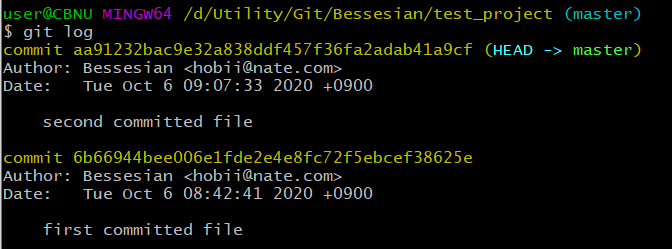 user@CBNU MINGW64 /d/Utility/Git/Bessesian/test_project (master)
$ git log
commit aa91232bac9e32a838ddf457f36fa2adab41a9cf (HEAD -> master)
Author: Bessesian <hobii@nate.com>
Date:   Tue Oct 6 09:07:33 2020 +0900
    second committed file
commit 6b66944bee006e1fde2e4e8fc72f5ebcef38625e
Author: Bessesian <hobii@nate.com>
Date:   Tue Oct 6 08:42:41 2020 +0900
    first committed file